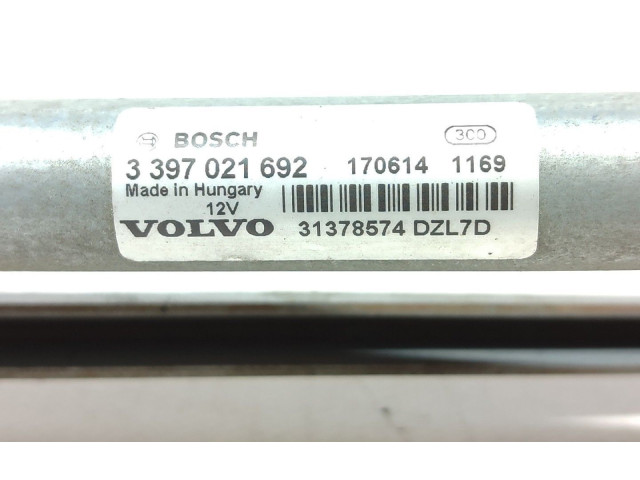 BOSCH 300
3 397 021 692 170614 1169
Made in Hungary
12V
VOLVO 31378574 DZL7D